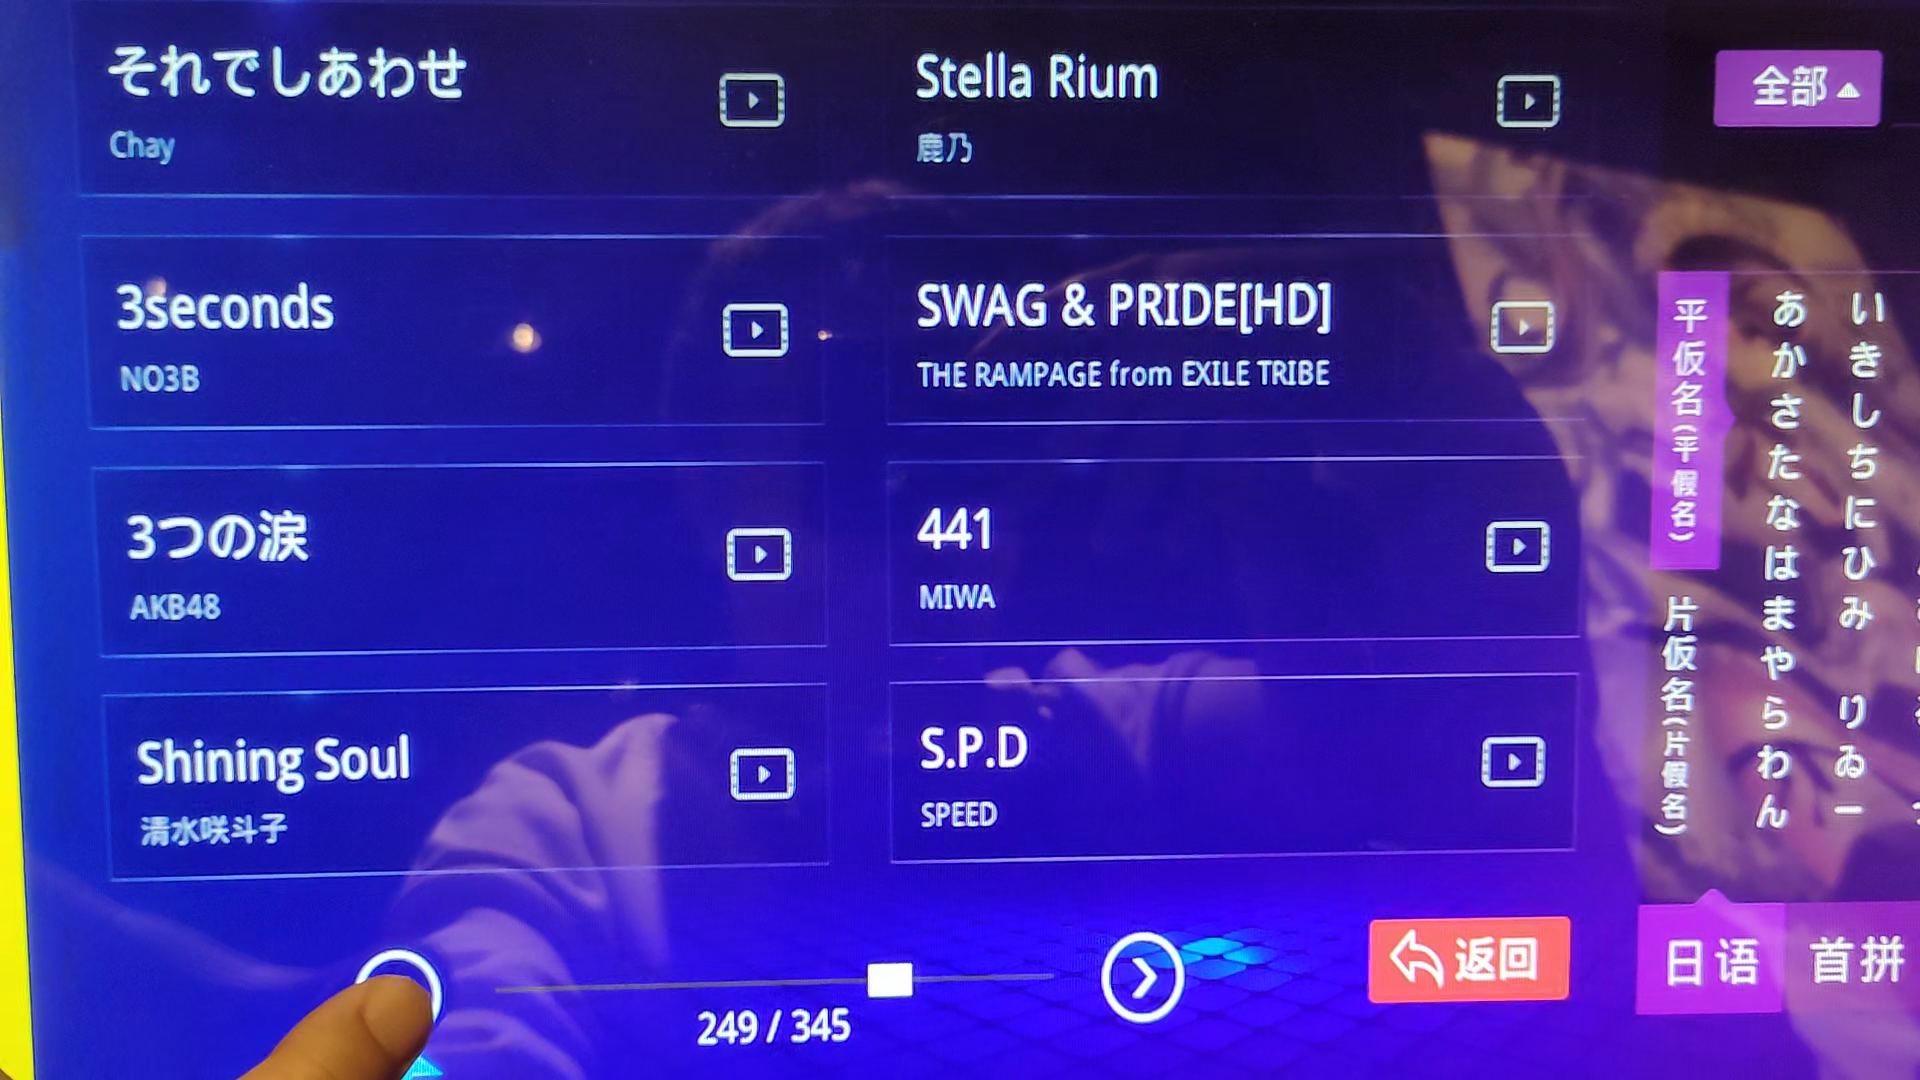 それでしあわせ
Chay
Stella Rium
鹿乃
3seconds
NO3B
SWAG & PRIDE[HD]
THE RAMPAGE from EXILE TRIBE
3つの涙
AKB48
441
MIWA
Shining Soul
清水咲斗子
S.P.D
SPEED
249 / 345
返回
全部
平仮名(平假名)
片仮名(片假名)
あかさたなはまやらわん
いきしちにひみ りゐー
日语
首拼